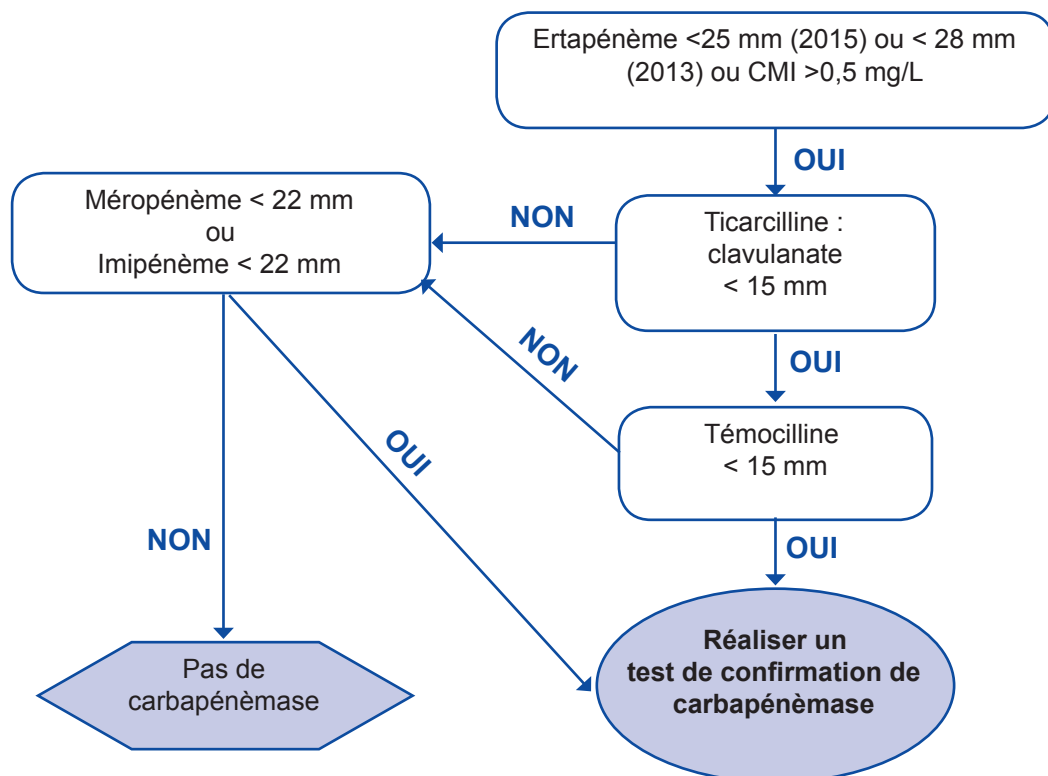 Ertapénème <25 mm (2015) ou < 28 mm
(2013) ou CMI >0,5 mg/L
OUI
Méropénème < 22 mm
ou
Imipénème < 22 mm
NON
Ticarcilline :
clavulanate
< 15 mm
NON
OUI
OUI
Témocilline
< 15 mm
NON
OUI
Pas de
carbapénèmase
Réaliser un
test de confirmation de
carbapénèmase